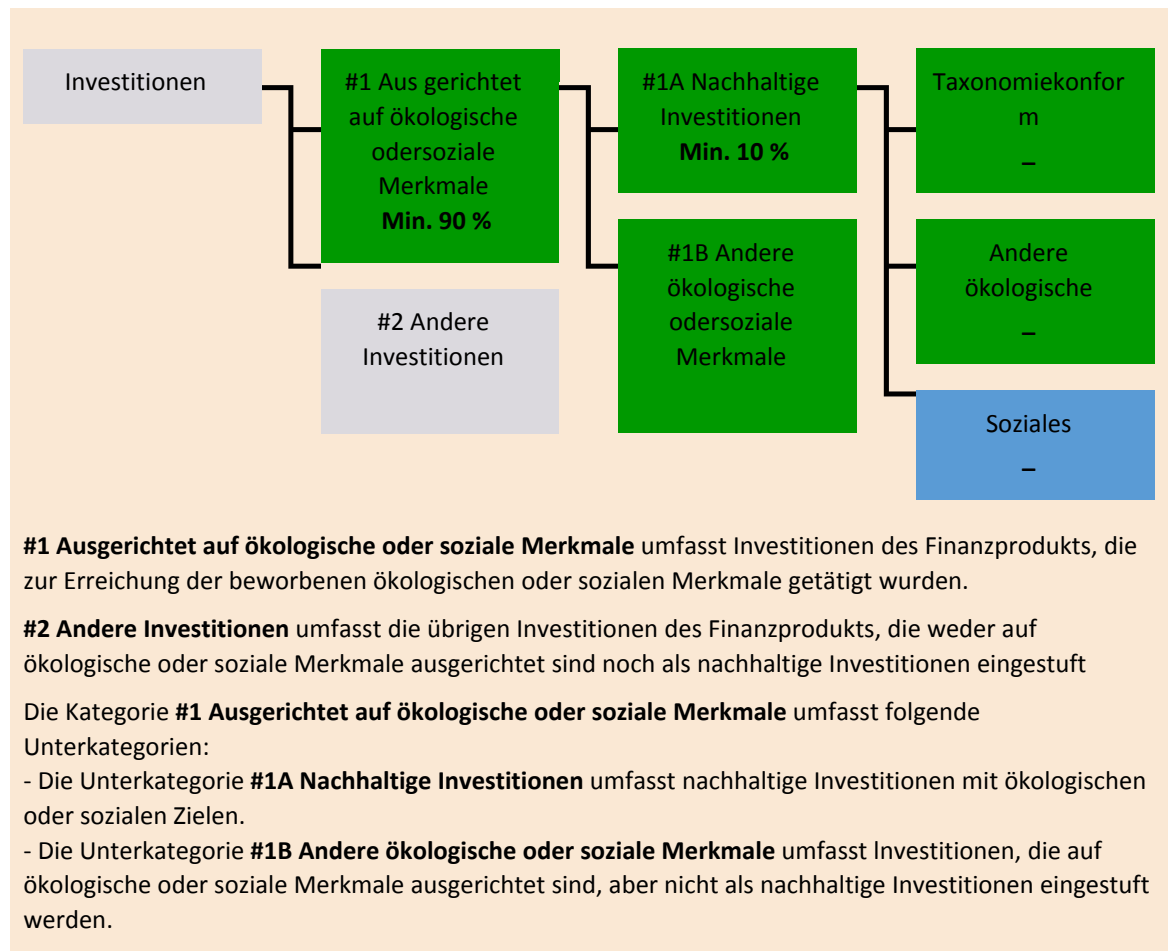 Investitionen
#1 Aus gerichtet
auf ökologische
odersoziale
Merkmale
Min. 90 %
#2 Andere
Investitionen
#1A Nachhaltige
Investitionen
Min. 10 %
#1B Andere
ökologische
odersoziale
Merkmale
Taxonomiekonfor
m
–
Andere
ökologische
–
Soziales
–
#1 Ausgerichtet auf ökologische oder soziale Merkmale umfasst Investitionen des Finanzprodukts, die
zur Erreichung der beworbenen ökologischen oder sozialen Merkmale getätigt wurden.
#2 Andere Investitionen umfasst die übrigen Investitionen des Finanzprodukts, die weder auf
ökologische oder soziale Merkmale ausgerichtet sind noch als nachhaltige Investitionen eingestuft
Die Kategorie #1 Ausgerichtet auf ökologische oder soziale Merkmale umfasst folgende
Unterkategorien:
- Die Unterkategorie #1A Nachhaltige Investitionen umfasst nachhaltige Investitionen mit ökologischen
oder sozialen Zielen.
- Die Unterkategorie #1B Andere ökologische oder soziale Merkmale umfasst lnvestitionen, die auf
ökologische oder soziale Merkmale ausgerichtet sind, aber nicht als nachhaltige Investitionen eingestuft
werden.